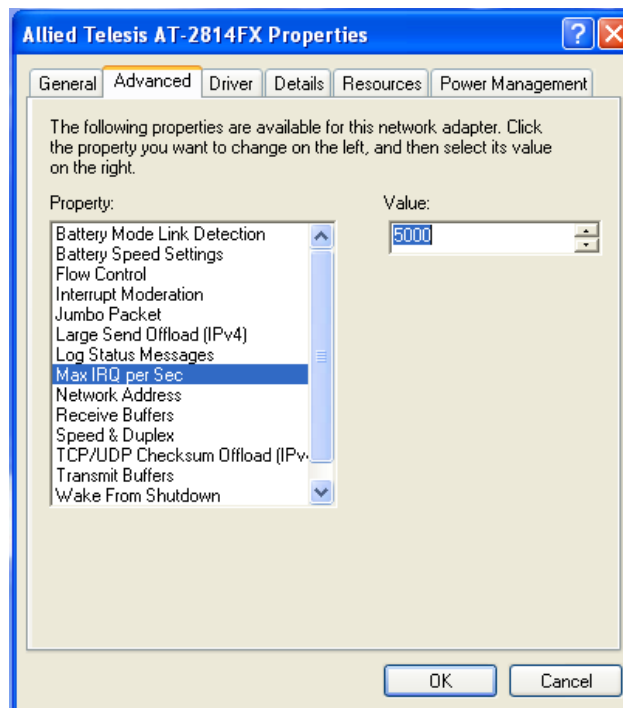 Allied Telesis AT-2814FX Properties
General Advanced Driver Details Resources Power Management
The following properties are available for this network adapter. Click
the property you want to change on the left, and then select its value
on the right.
Property:
Value:
Battery Mode Link Detection
Battery Speed Settings
Flow Control
Interrupt Moderation
Jumbo Packet
Large Send Offload (IPv4)
Log Status Messages
Max IRQ per Sec
Network Address
Receive Buffers
Speed & Duplex
TCP/UDP Checksum Offload (IPv
Transmit Buffers
Wake From Shutdown
5000
OK
Cancel